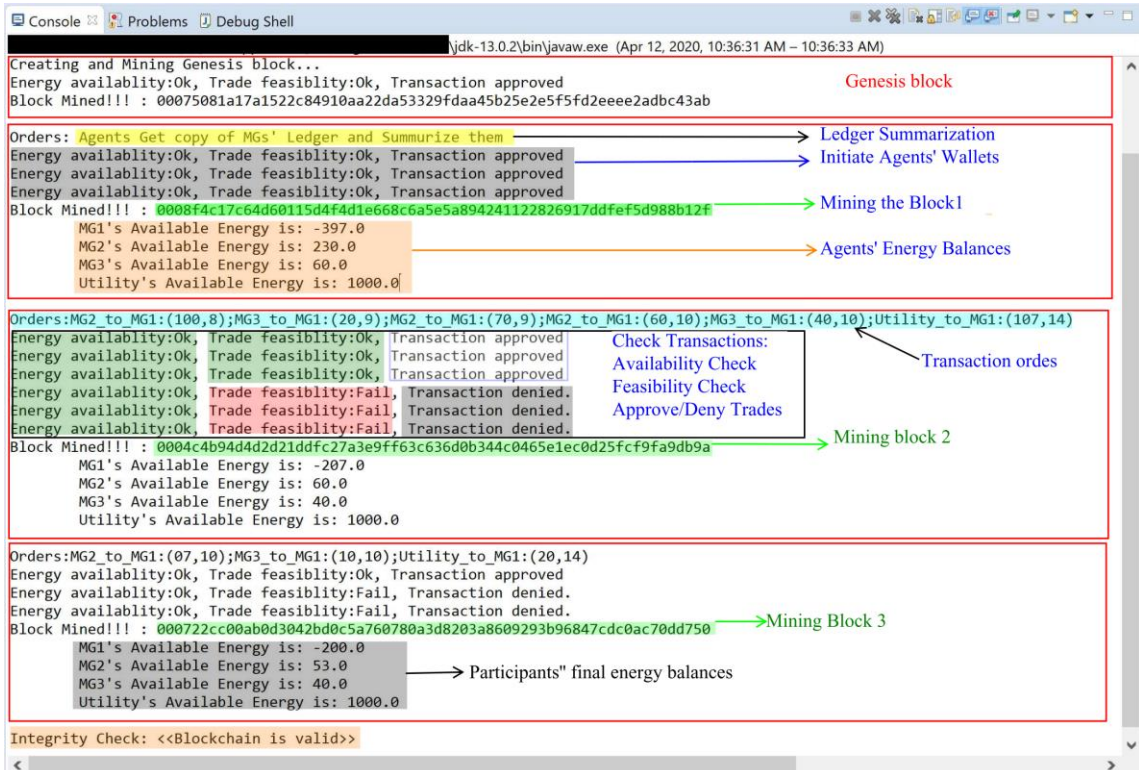 Console Problems Debug Shell
\jdk-13.0.2\bin\javaw.exe (Apr 12, 2020, 10:36:31 AM – 10:36:33 AM)
Creating and Mining Genesis block...
Energy availablity:Ok, Trade feasiblity:Ok, Transaction approved
Genesis block
Block Mined!!! : 00075081a17a1522c84910aa22da53329fdaa45b25e2e5f5fd2eeee2adbc43ab
Orders: Agents Get copy of MGs' Ledger and Summurize them
Ledger Summarization
Energy availablity:Ok, Trade feasiblity:Ok, Transaction approved
Initiate Agents' Wallets
Energy availablity:Ok, Trade feasiblity:Ok, Transaction approved
Energy availablity:Ok, Trade feasiblity:Ok, Transaction approved
Block Mined!!! : 0008f4c17c64d60115d4f4d1e668c6a5e5a894241122826917ddfef5d988b12f
Mining the Block1
MG1's Available Energy is: -397.0
MG2's Available Energy is: 230.0
Agents' Energy Balances
MG3's Available Energy is: 60.0
Utility's Available Energy is: 1000.0
Orders:MG2_to_MG1:(100,8);MG3_to_MG1:(20,9);MG2_to_MG1:(70,9);MG2_to_MG1:(60,10);MG3_to_MG1:(40,10);Utility_to_MG1:(107,14)
Energy availablity:Ok, Trade feasiblity:Ok, Transaction approved
Check Transactions:
Energy availablity:Ok, Trade feasiblity:Ok, Transaction approved
Availability Check
Transaction ordes
Energy availablity:Ok, Trade feasiblity:Ok, Transaction approved
Feasibility Check
Energy availablity:Ok, Trade feasiblity:Fail, Transaction denied.
Approve/Deny Trades
Energy availablity:Ok, Trade feasiblity:Fail, Transaction denied.
Energy availablity:Ok, Trade feasiblity:Fail, Transaction denied.
Mining block 2
Block Mined!!! : 0004c4b94d4d2d21ddfc27a3e9ff63c636d0b344c0465e1ec0d25fcf9fa9db9a
MG1's Available Energy is: -207.0
MG2's Available Energy is: 60.0
MG3's Available Energy is: 40.0
Utility's Available Energy is: 1000.0
Orders:MG2_to_MG1:(07,10);MG3_to_MG1:(10,10);Utility_to_MG1:(20,14)
Energy availablity:Ok, Trade feasiblity:Ok, Transaction approved
Energy availablity:Ok, Trade feasiblity:Fail, Transaction denied.
Energy availablity:Ok, Trade feasiblity:Fail, Transaction denied.
Block Mined!!! : 000722cc00ab0d3042bd0c5a760780a3d8203a8609293b96847cdc0ac70dd750
Mining Block 3
MG1's Available Energy is: -200.0
MG2's Available Energy is: 53.0
Participants" final energy balances
MG3's Available Energy is: 40.0
Utility's Available Energy is: 1000.0
Integrity Check: <<Blockchain is valid>>